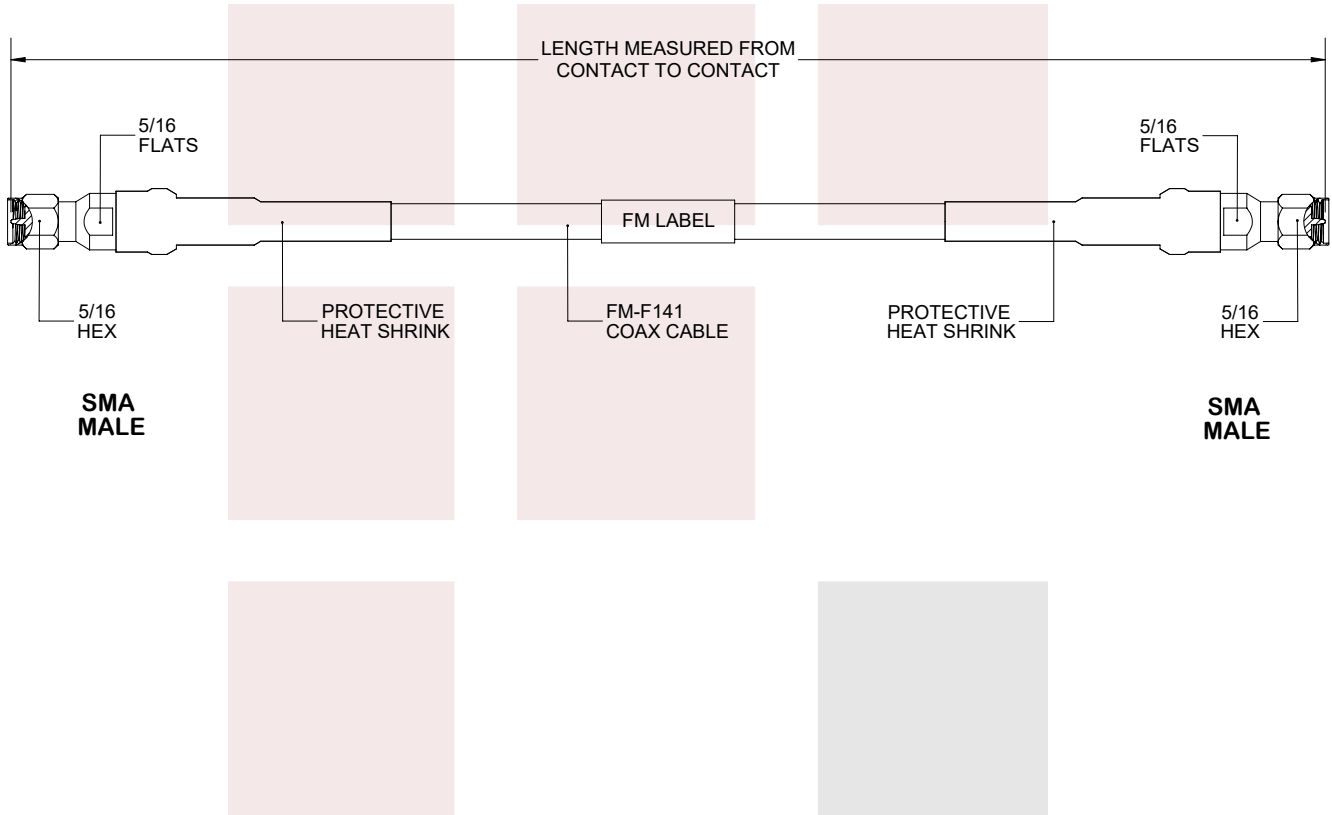 LENGTH MEASURED FROM
CONTACT TO CONTACT
5/16
FLATS
5/16
FLATS
FM LABEL
5/16
HEX
PROTECTIVE
HEAT SHRINK
FM-F141
COAX CABLE
PROTECTIVE
HEAT SHRINK
5/16
HEX
SMA
MALE
SMA
MALE